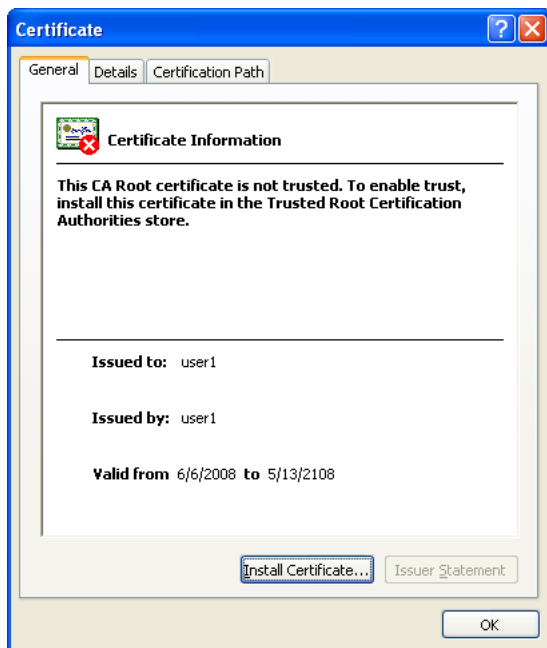 Certificate
General Details Certification Path
Certificate Information
This CA Root certificate is not trusted. To enable trust,
install this certificate in the Trusted Root Certification
Authorities store.
Issued to: user1
Issued by: user1
Valid from 6/6/2008 to 5/13/2108
Install Certificate... Issuer Statement
OK